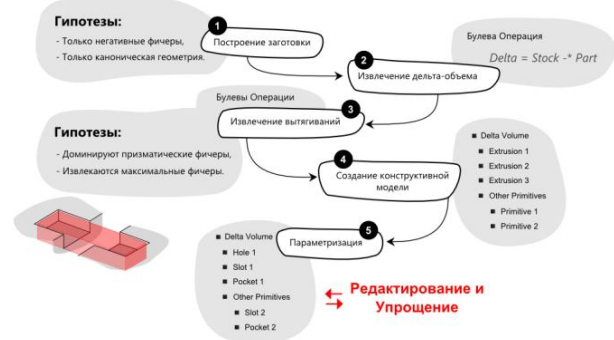 Гипотезы:
- Только негативные фичеры,
- Только каноническая геометрия.
1
Построение заготовки
Булева Операция
Delta = Stock -* Part
2
Извлечение дельта-объема
Булевы Операции
3
Извлечение вытягиваний
Гипотезы:
- Доминируют призматические фичеры,
- Извлекаются максимальные фичеры.
4
Создание конструктивной
модели
Delta Volume
Extrusion 1
Extrusion 2
Extrusion 3
Other Primitives
Primitive 1
Primitive 2
5
Параметризация
Delta Volume
Hole 1
Slot 1
Pocket 1
Other Primitives
Slot 2
Pocket 2
Редактирование и
Упрощение